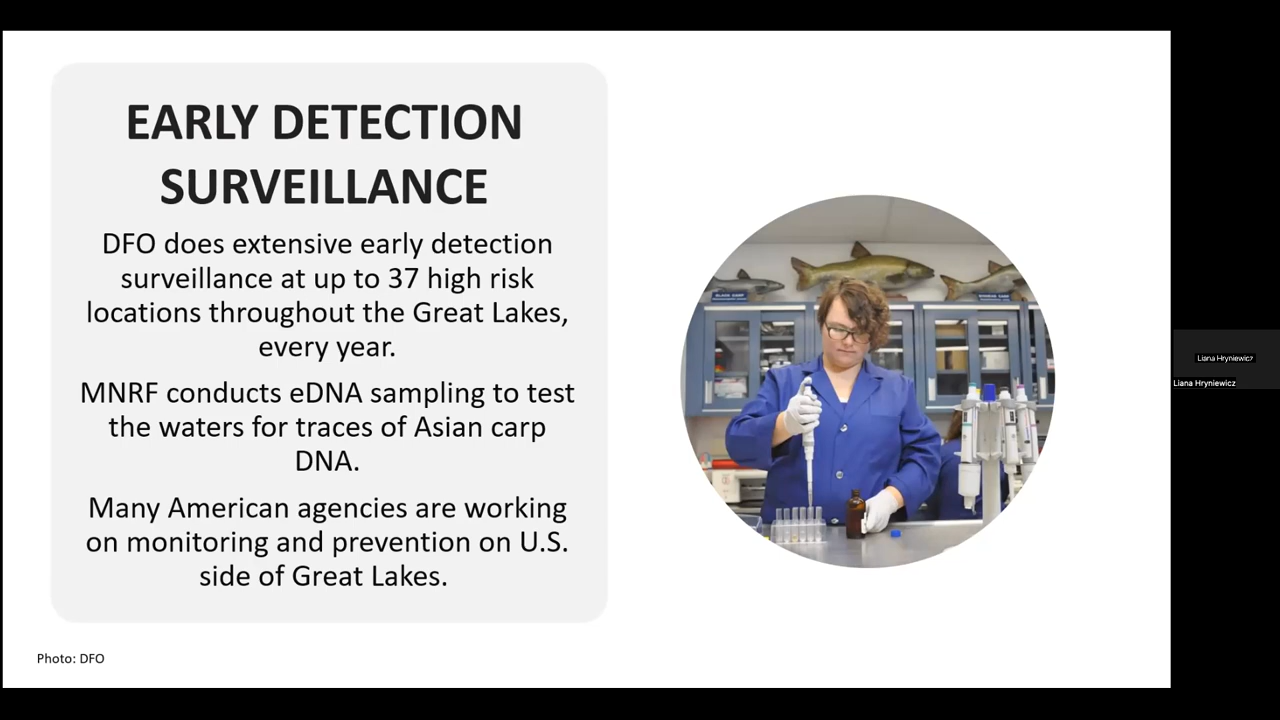 EARLY DETECTION
SURVEILLANCE
DFO does extensive early detection
surveillance at up to 37 high risk
locations throughout the Great Lakes,
every year.
MNRF conducts eDNA sampling to test
the waters for traces of Asian carp
DNA.
Many American agencies are working
on monitoring and prevention on U.S.
side of Great Lakes.
Photo: DFO
BLACK CARP
Liana Hryniewicz
Liana Hryniewicz